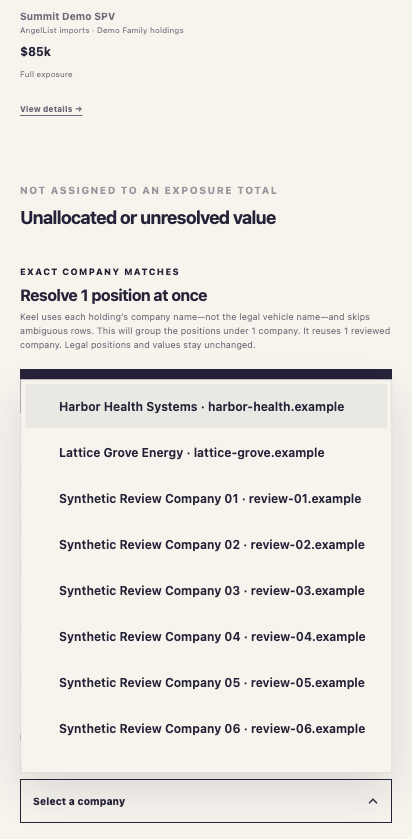 Summit Demo SPV
AngelList imports · Demo Family holdings
$85k
Full exposure
View details →
NOT ASSIGNED TO AN EXPOSURE TOTAL
Unallocated or unresolved value
EXACT COMPANY MATCHES
Resolve 1 position at once
Keel uses each holding's company name—not the legal vehicle name—and skips
ambiguous rows. This will group the positions under 1 company. It reuses 1 reviewed
company. Legal positions and values stay unchanged.
Harbor Health Systems · harbor-health.example
Lattice Grove Energy · lattice-grove.example
Synthetic Review Company 01 · review-01.example
Synthetic Review Company 02 · review-02.example
Synthetic Review Company 03 · review-03.example
Synthetic Review Company 04 · review-04.example
Synthetic Review Company 05 · review-05.example
Synthetic Review Company 06 · review-06.example
Select a company